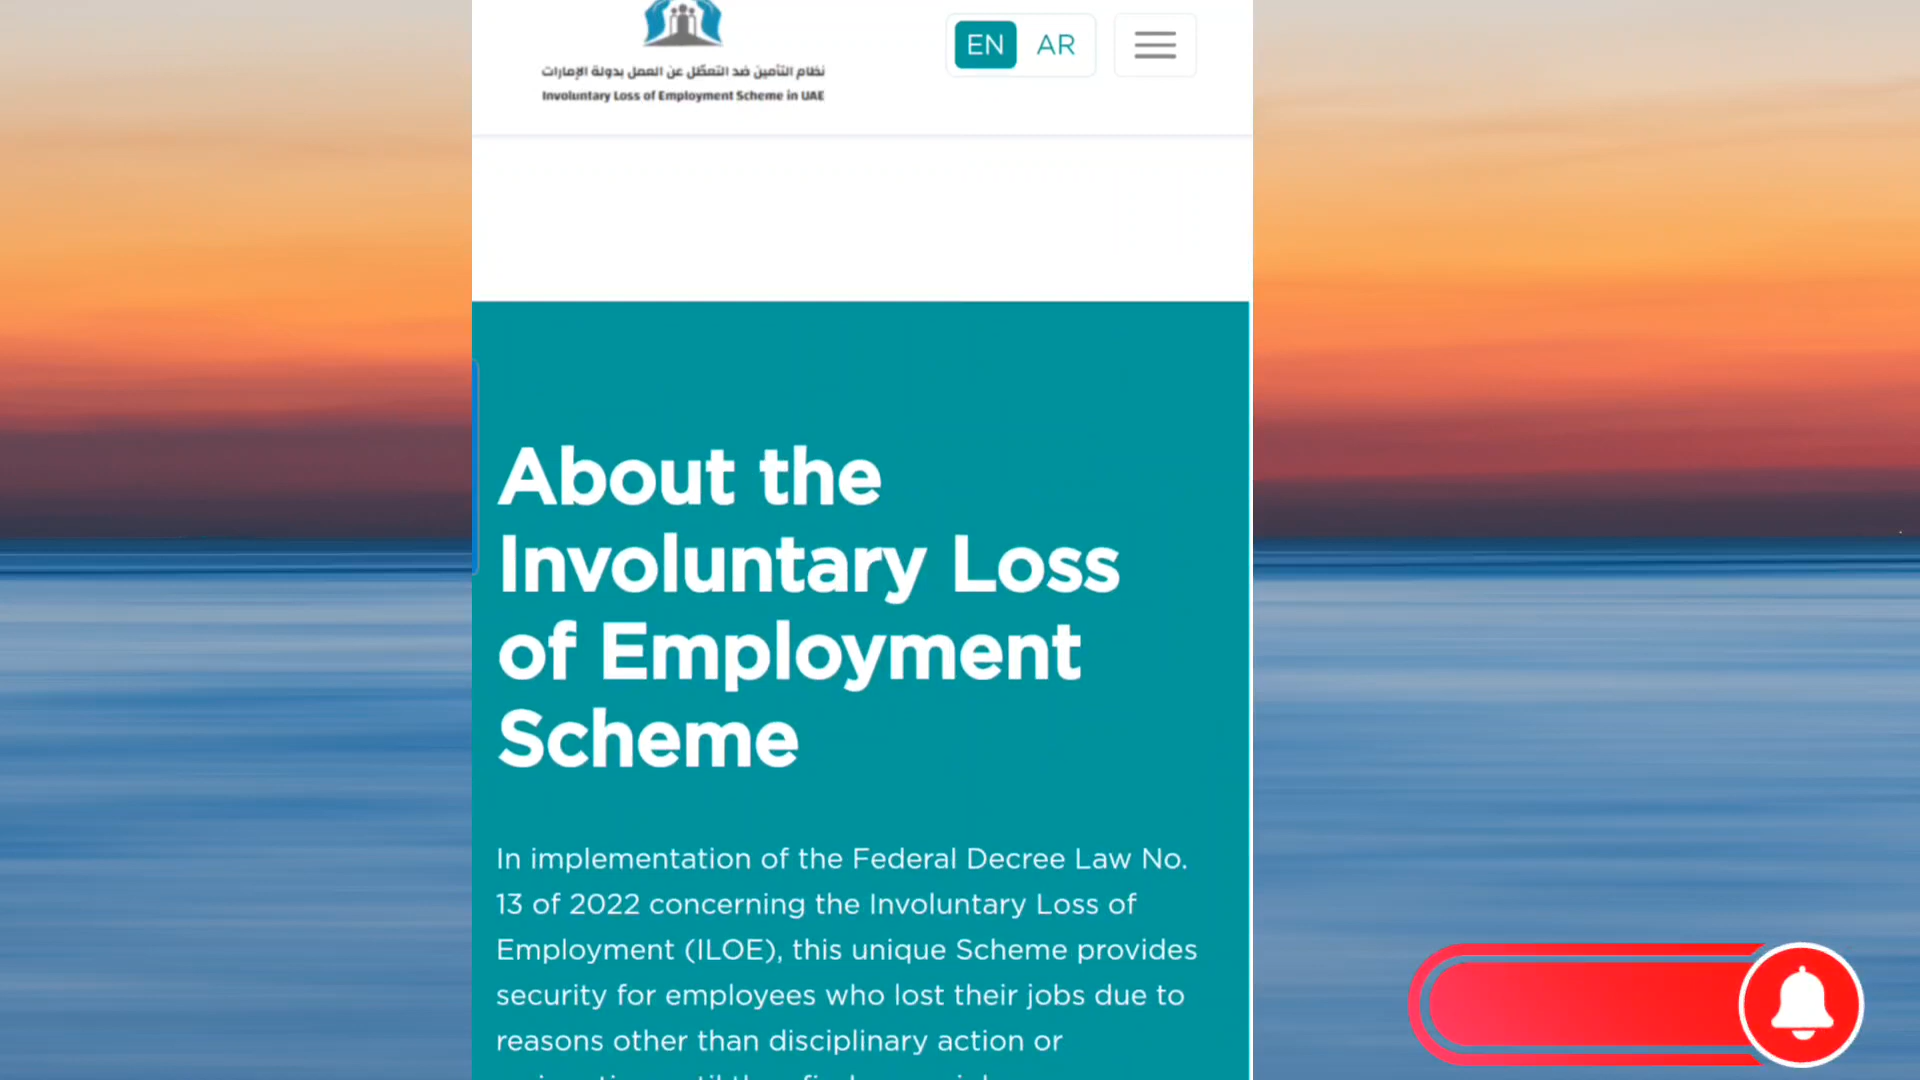 نظام التأمين ضد التعطّل عن العمل بدولة الإمارات
Involuntary Loss of Employment Scheme in UAE
EN AR
About the
Involuntary Loss
of Employment
Scheme
In implementation of the Federal Decree Law No.
13 of 2022 concerning the Involuntary Loss of
Employment (ILOE), this unique Scheme provides
security for employees who lost their jobs due to
reasons other than disciplinary action or